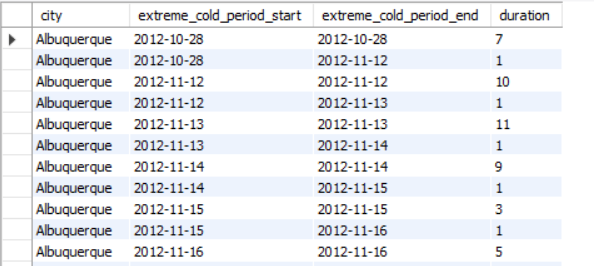 city extreme_cold_period_start extreme_cold_period_end duration
Albuquerque 2012-10-28 2012-10-28 7
Albuquerque 2012-10-28 2012-11-12 1
Albuquerque 2012-11-12 2012-11-12 10
Albuquerque 2012-11-12 2012-11-13 1
Albuquerque 2012-11-13 2012-11-13 11
Albuquerque 2012-11-13 2012-11-14 1
Albuquerque 2012-11-14 2012-11-14 9
Albuquerque 2012-11-14 2012-11-15 1
Albuquerque 2012-11-15 2012-11-15 3
Albuquerque 2012-11-15 2012-11-16 1
Albuquerque 2012-11-16 2012-11-16 5